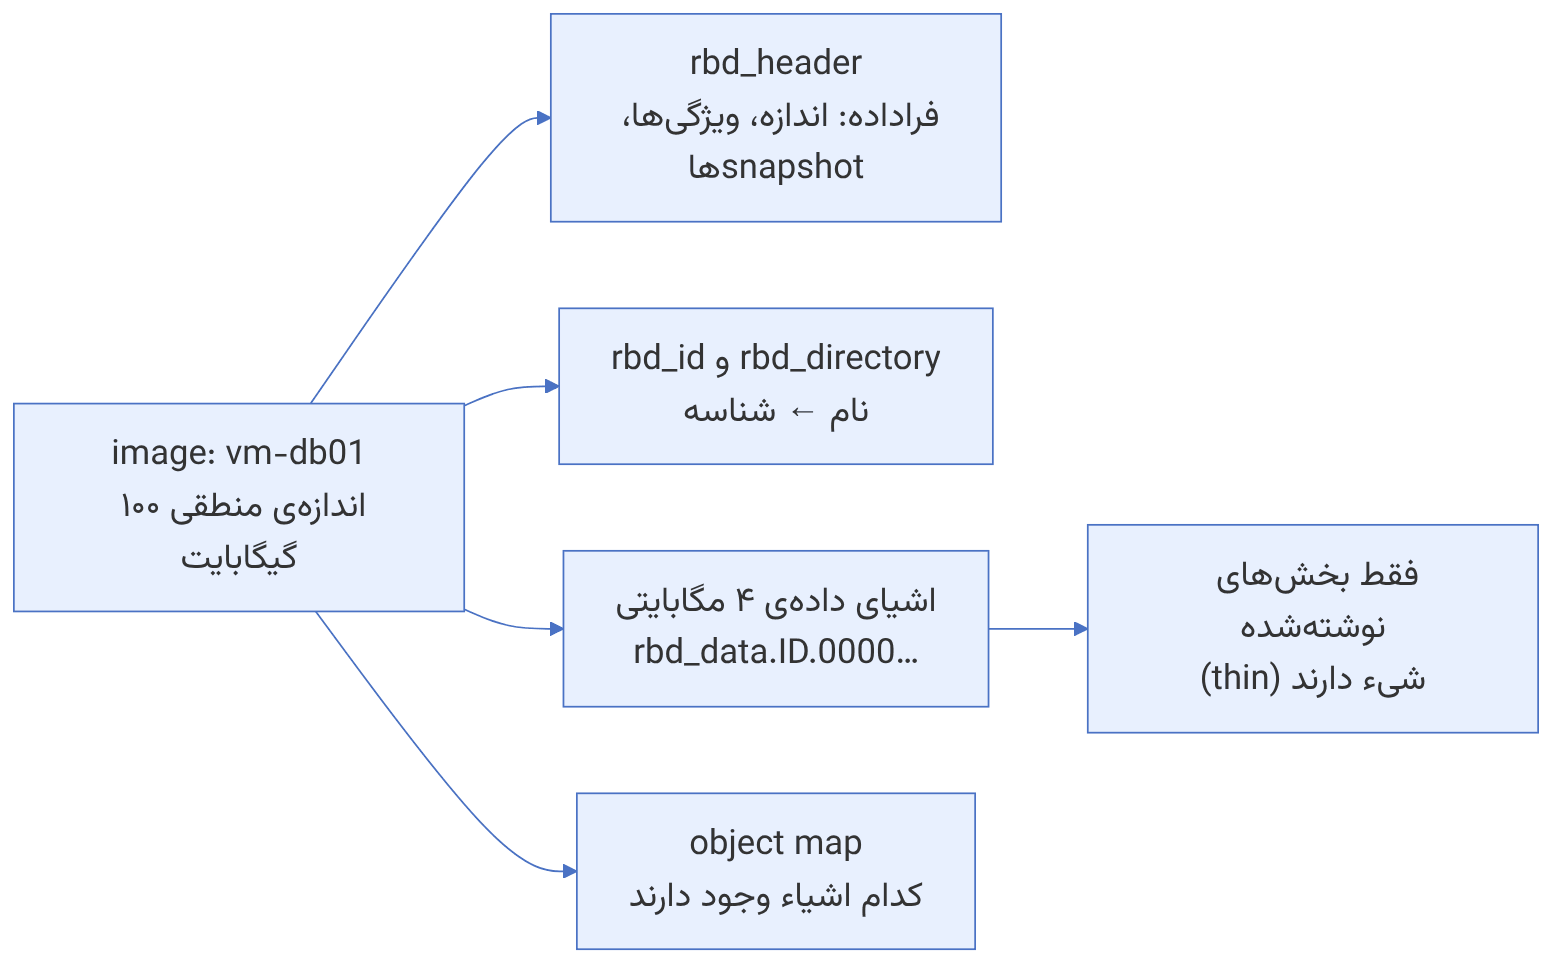 rbd_header
فراداده: اندازه، ویژگی‌ها،
snapshotها
rbd_directory و rbd_id
نام ← شناسه
image: vm-db01
اندازه‌ی منطقی ۱۰۰
گیگابایت
اشیای داده‌ی ۴ مگابایتی
rbd_data.ID.0000...
فقط بخش‌های
نوشته‌شده
شیء دارند (thin)
object map
کدام اشیاء وجود دارند